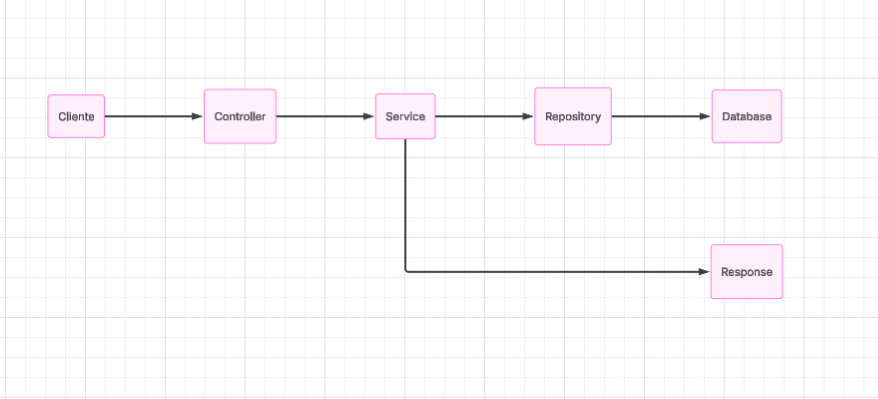 Cliente
Controller
Service
Repository
Database
Response